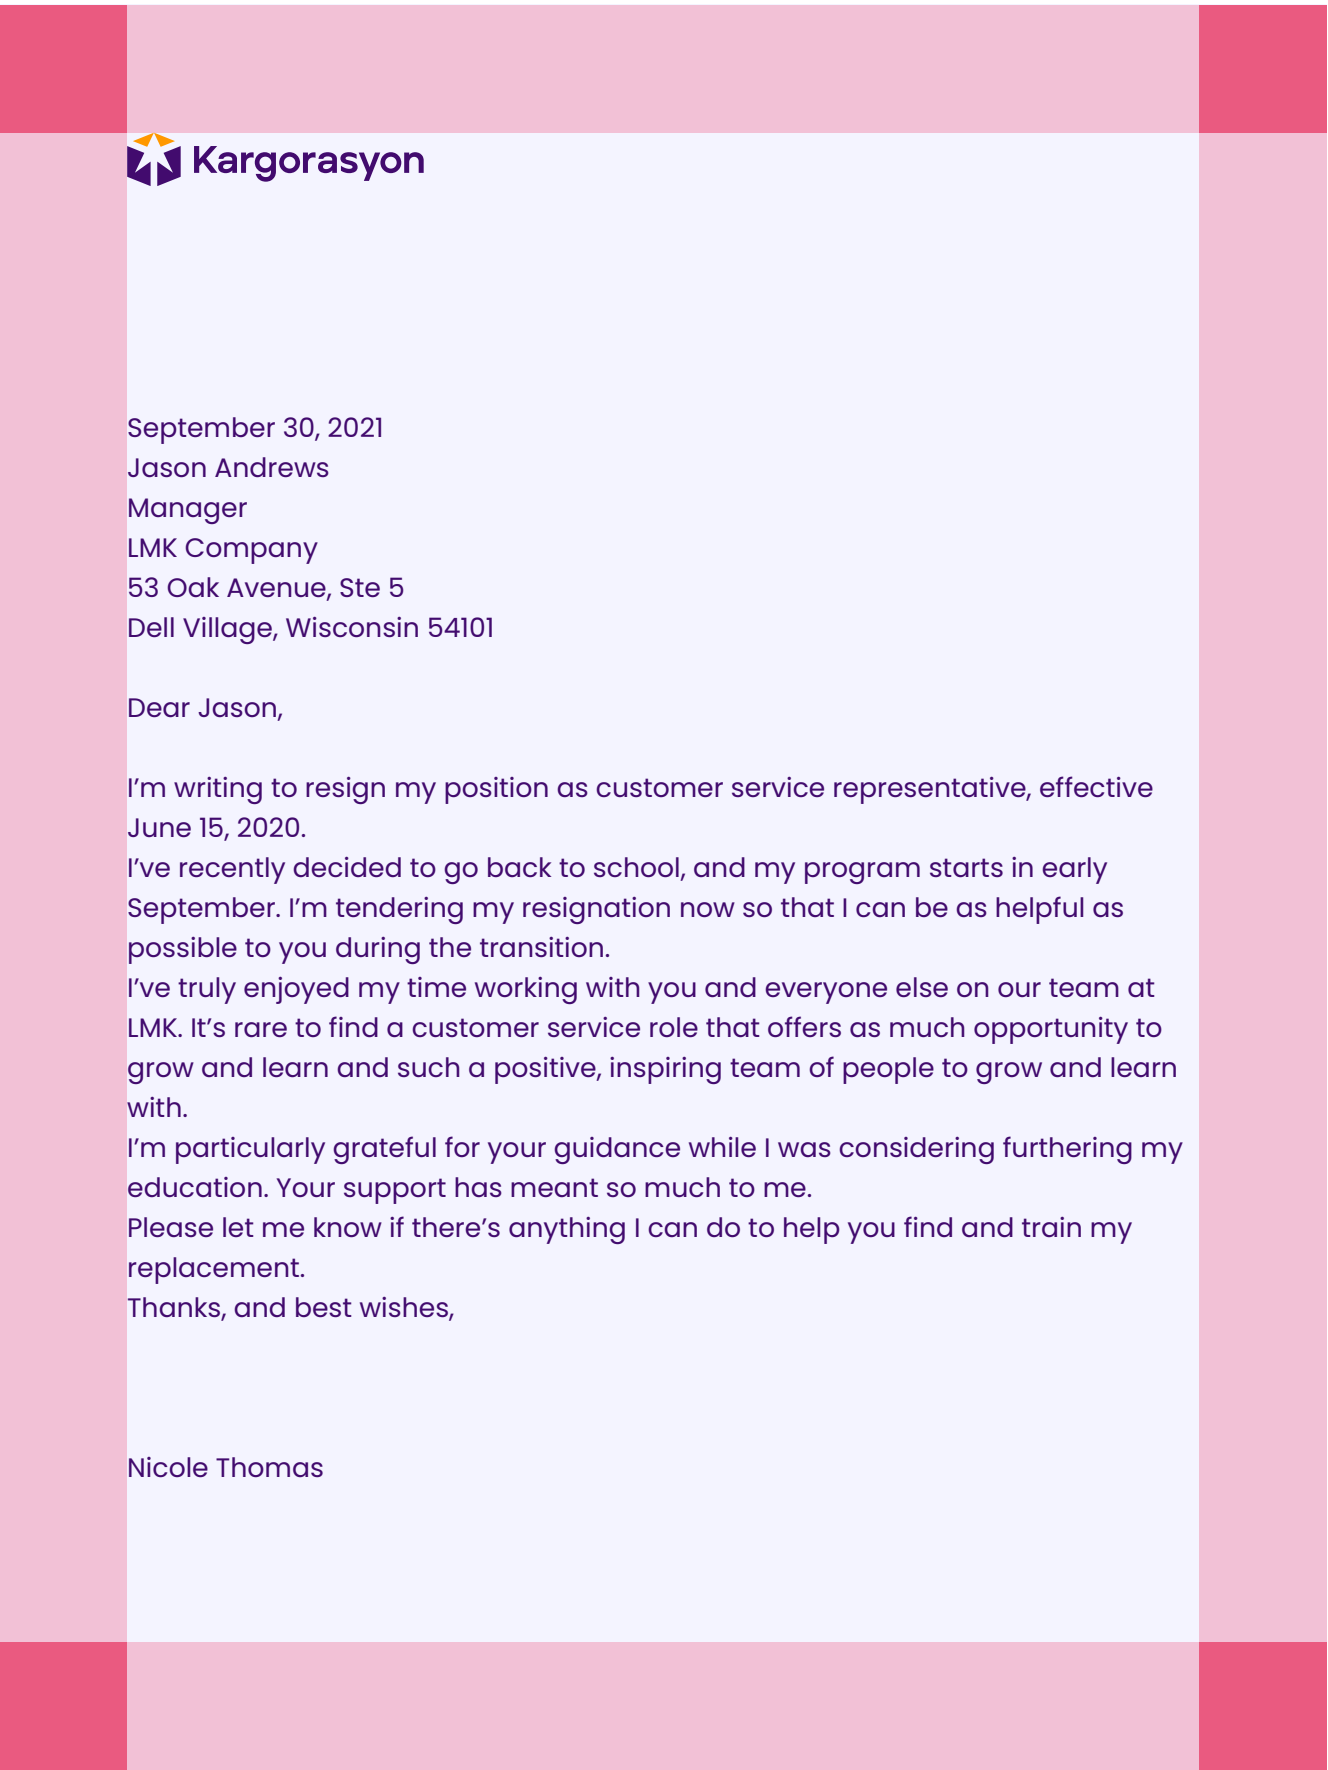 Kargorasyon
September 30, 2021
Jason Andrews
Manager
LMK Company
53 Oak Avenue, Ste 5
Dell Village, Wisconsin 54101
Dear Jason,
I’m writing to resign my position as customer service representative, effective
June 15, 2020.
I’ve recently decided to go back to school, and my program starts in early
September. I’m tendering my resignation now so that I can be as helpful as
possible to you during the transition.
I’ve truly enjoyed my time working with you and everyone else on our team at
LMK. It’s rare to find a customer service role that offers as much opportunity to
grow and learn and such a positive, inspiring team of people to grow and learn
with.
I’m particularly grateful for your guidance while I was considering furthering my
education. Your support has meant so much to me.
Please let me know if there’s anything I can do to help you find and train my
replacement.
Thanks, and best wishes,
Nicole Thomas